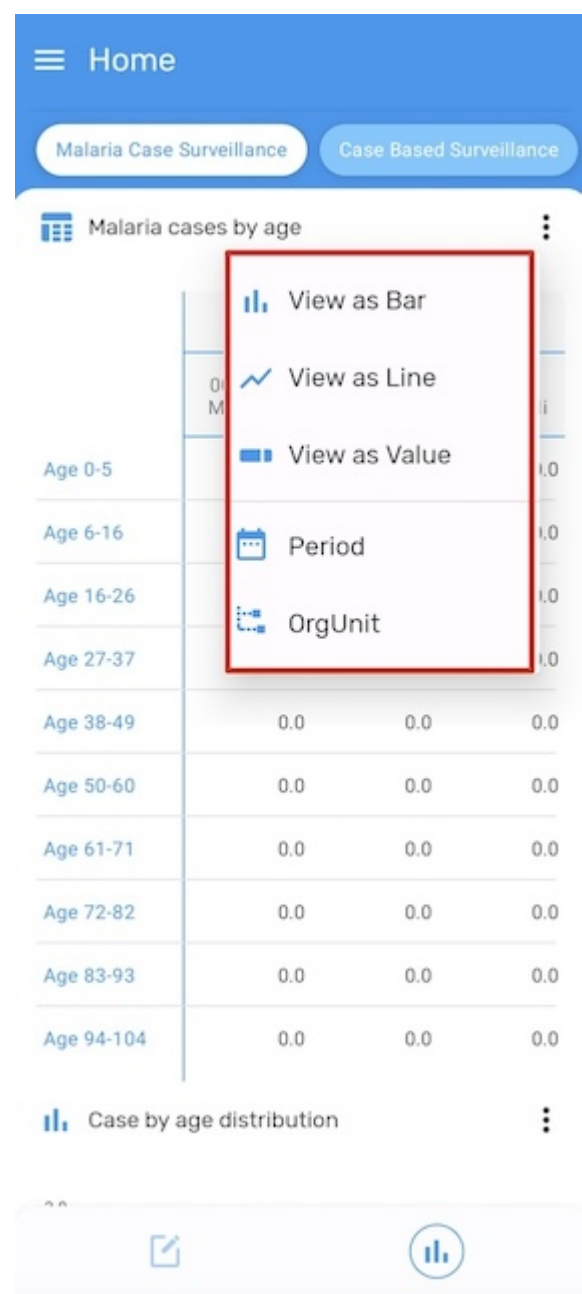 Home
Malaria Case Surveillance Case Based Surveillance
Malaria cases by age
View as Bar
View as Line
View as Value
Period
OrgUnit
Age 0-5
Age 6-16
Age 16-26
Age 27-37
Age 38-49 0.0 0.0 0.0
Age 50-60 0.0 0.0 0.0
Age 61-71 0.0 0.0 0.0
Age 72-82 0.0 0.0 0.0
Age 83-93 0.0 0.0 0.0
Age 94-104 0.0 0.0 0.0
Case by age distribution